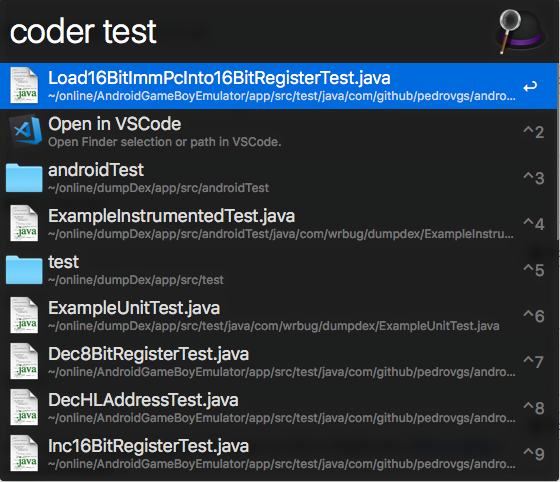 coder test
Load16BitImmPcInto16BitRegisterTest.java
~/online/AndroidGameBoyEmulator/app/src/test/java/com/github/pedrovgs/andro...
Open in VSCode
^2
Open Finder selection or path in VSCode.
androidTest
^3
~/online/dumpDex/app/src/androidTest
ExampleInstrumentedTest.java
^4
~/online/dumpDex/app/src/androidTest/java/com/wrbug/dumpdex/ExampleInstru...
test
^5
~/online/dumpDex/app/src/test
ExampleUnitTest.java
^6
~/online/dumpDex/app/src/test/java/com/wrbug/dumpdex/ExampleUnitTest.java
Dec8BitRegisterTest.java
^7
~/online/AndroidGameBoyEmulator/app/src/test/java/com/github/pedrovgs/andro...
DecHLAddressTest.java
^8
~/online/AndroidGameBoyEmulator/app/src/test/java/com/github/pedrovgs/andro...
Inc16BitRegisterTest.java
^9
~/online/AndroidGameBoyEmulator/app/src/test/java/com/github/pedrovgs/andro...